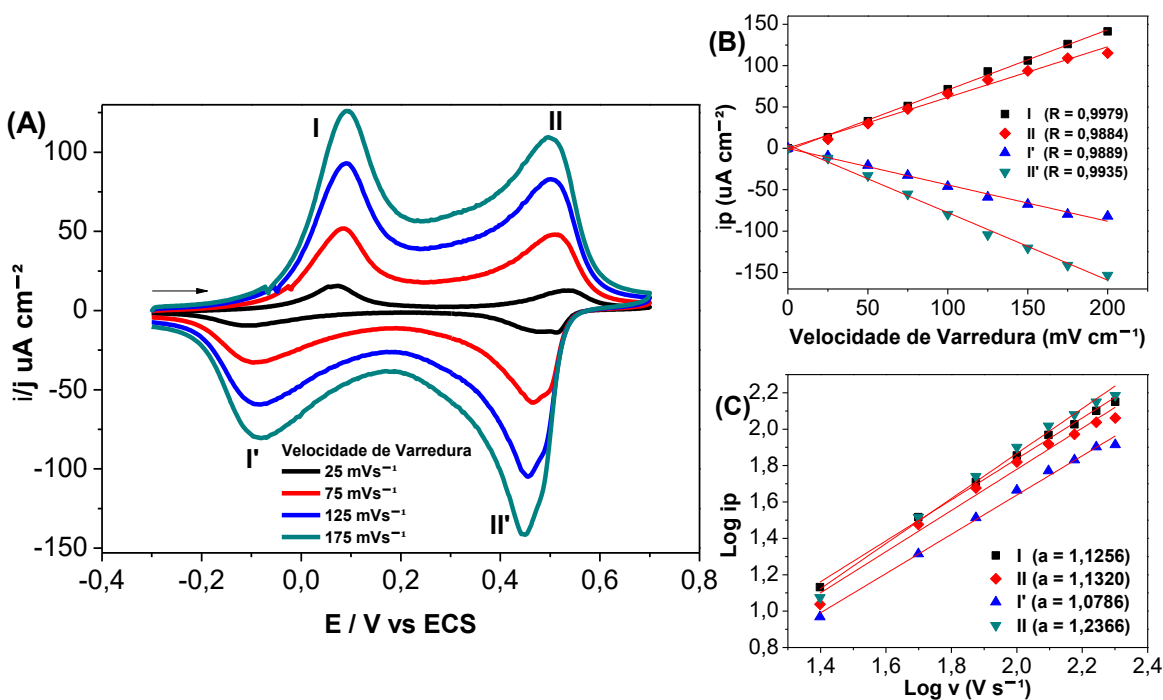 (A)
I
II
I'
II'
i/j uA cm⁻²
100
50
0
-50
-100
-150
-0,4
-0,2
0,0
0,2
0,4
0,6
0,8
E / V vs ECS
Velocidade de Varredura
25 mVs⁻¹
75 mVs⁻¹
125 mVs⁻¹
175 mVs⁻¹
(B)
ip (uA cm⁻²)
150
100
50
0
-50
-100
-150
0
50
100
150
200
Velocidade de Varredura (mV cm⁻¹)
I (R = 0,9979)
II (R = 0,9884)
I' (R = 0,9889)
II' (R = 0,9935)
(C)
Log ip
2,2
2,0
1,8
1,6
1,4
1,2
1,0
0,8
1,4
1,6
1,8
2,0
2,2
2,4
Log v (V s⁻¹)
I (a = 1,1256)
II (a = 1,1320)
I' (a = 1,0786)
II (a = 1,2366)